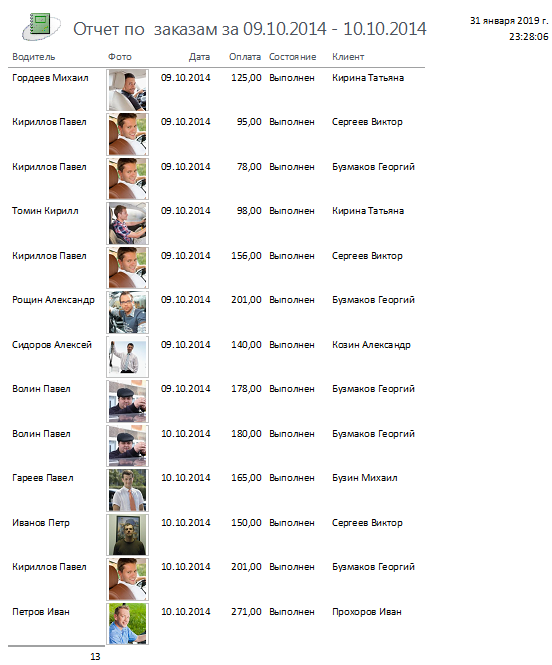 Отчет по заказам за 09.10.2014 - 10.10.2014
31 января 2019 г.
23:28:06
Водитель Фото Дата Оплата Состояние Клиент
Гордеев Михаил 09.10.2014 125,00 Выполнен Кирина Татьяна
Кириллов Павел 09.10.2014 95,00 Выполнен Сергеев Виктор
Кириллов Павел 09.10.2014 78,00 Выполнен Бузмаков Георгий
Томин Кирилл 09.10.2014 98,00 Выполнен Кирина Татьяна
Кириллов Павел 09.10.2014 156,00 Выполнен Сергеев Виктор
Рощин Александр 09.10.2014 201,00 Выполнен Бузмаков Георгий
Сидоров Алексей 09.10.2014 140,00 Выполнен Козин Александр
Волин Павел 09.10.2014 178,00 Выполнен Бузмаков Георгий
Волин Павел 10.10.2014 180,00 Выполнен Бузмаков Георгий
Гареев Павел 10.10.2014 165,00 Выполнен Бузин Михаил
Иванов Петр 10.10.2014 150,00 Выполнен Сергеев Виктор
Кириллов Павел 10.10.2014 201,00 Выполнен Бузмаков Георгий
Петров Иван 10.10.2014 271,00 Выполнен Прохоров Иван
13